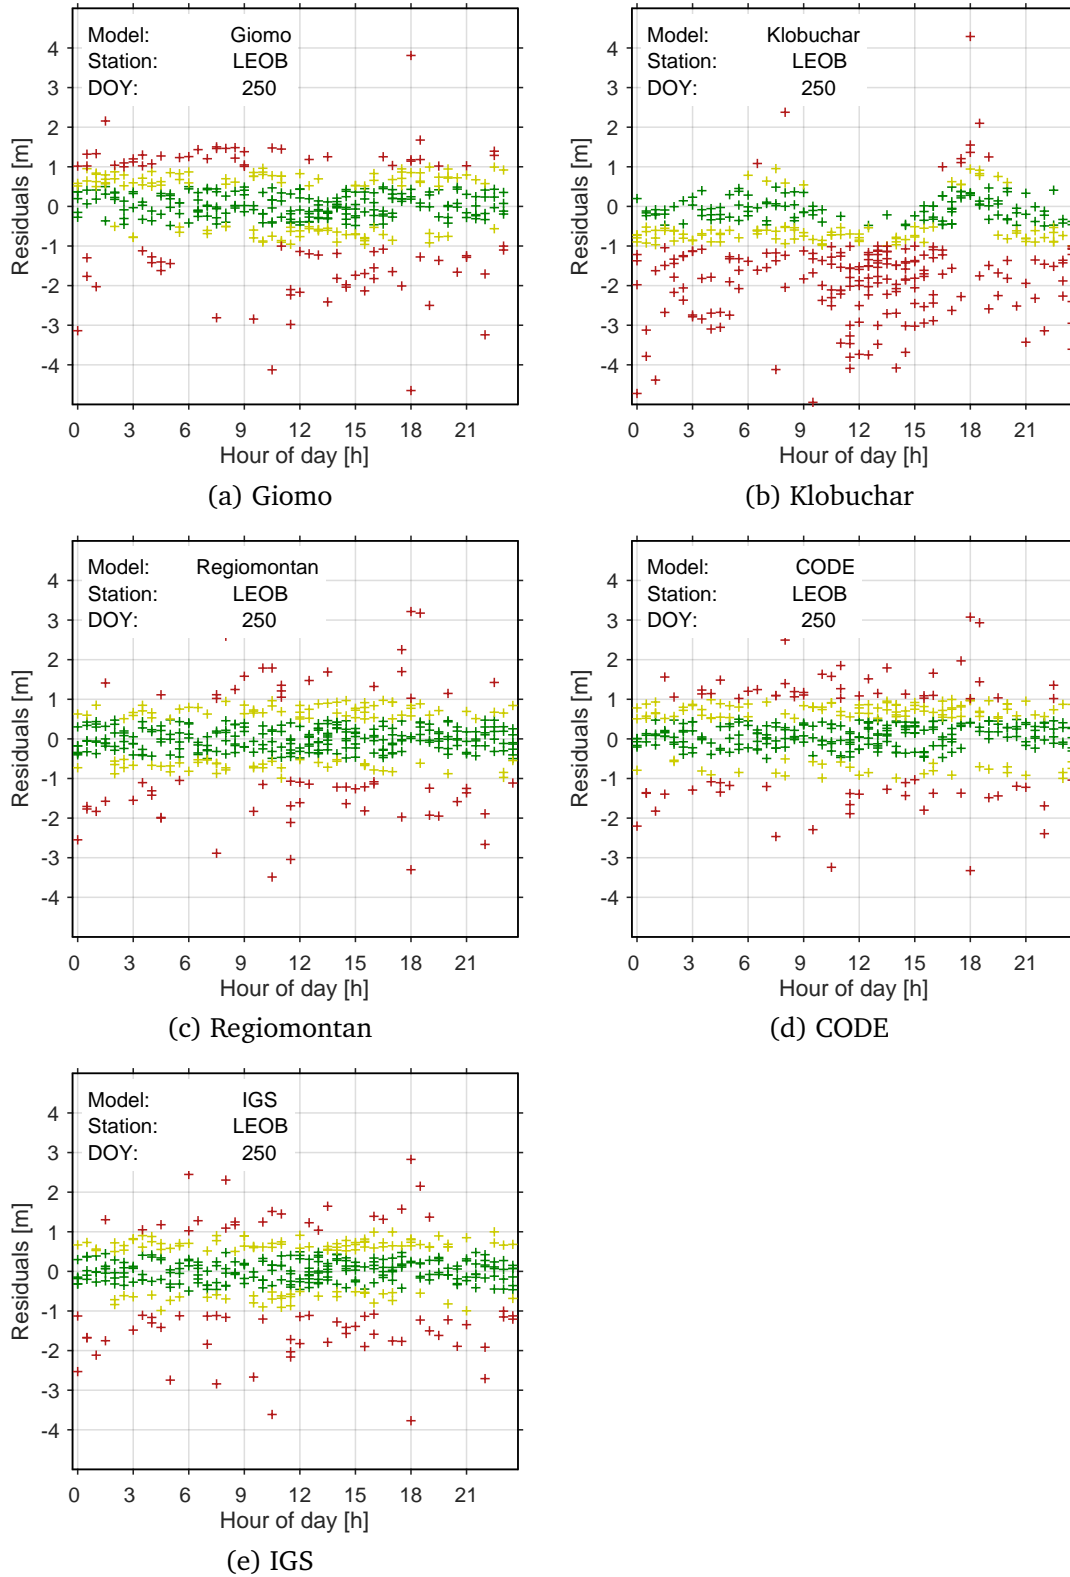 Model: Giomo
Station: LEOB
DOY: 250
Residuals [m]
4
3
2
1
0
-1
-2
-3
-4
0 3 6 9 12 15 18 21
Hour of day [h]
(a) Giomo
Model: Klobuchar
Station: LEOB
DOY: 250
Residuals [m]
4
3
2
1
0
-1
-2
-3
-4
0 3 6 9 12 15 18 21
Hour of day [h]
(b) Klobuchar
Model: Regiomontan
Station: LEOB
DOY: 250
Residuals [m]
4
3
2
1
0
-1
-2
-3
-4
0 3 6 9 12 15 18 21
Hour of day [h]
(c) Regiomontan
Model: CODE
Station: LEOB
DOY: 250
Residuals [m]
4
3
2
1
0
-1
-2
-3
-4
0 3 6 9 12 15 18 21
Hour of day [h]
(d) CODE
Model: IGS
Station: LEOB
DOY: 250
Residuals [m]
4
3
2
1
0
-1
-2
-3
-4
0 3 6 9 12 15 18 21
Hour of day [h]
(e) IGS